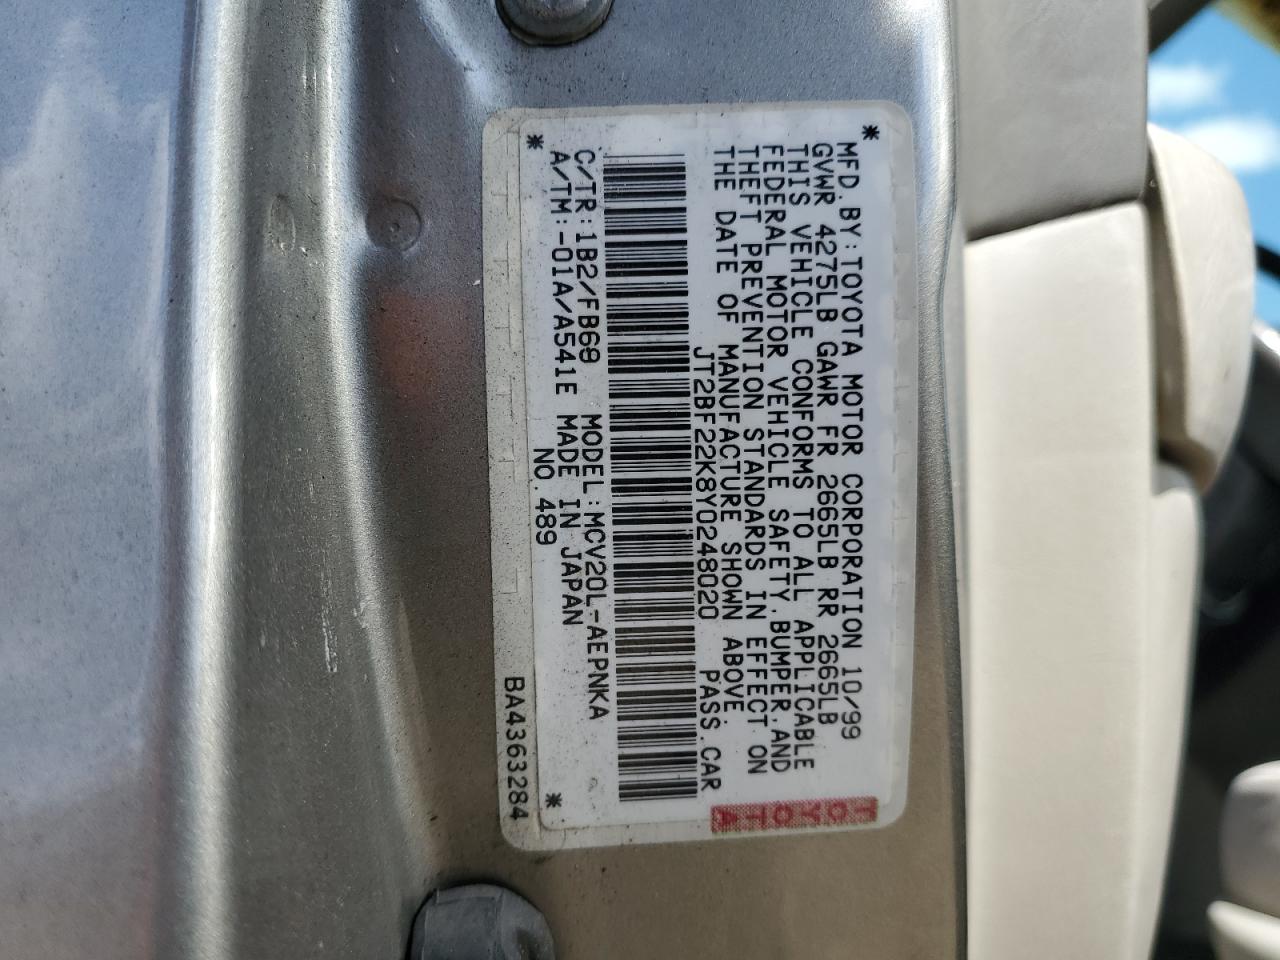 MFD.BY:TOYOTA MOTOR CORPORATION 10/99
GVWR 4275LB GAWR FR 2665LB RR 2665LB
THIS VEHICLE CONFORMS TO ALL APPLICABLE
FEDERAL MOTOR VEHICLE SAFETY,BUMPER,AND
THEFT PREVENTION STANDARDS IN EFFECT ON
THE DATE OF MANUFACTURE SHOWN ABOVE.
JT2BF22K8Y0248020 PASS.CAR
* *
C/TR:1B2/FB68 MODEL:MCV20L-AEPNKA
A/TM:-01A/A541E MADE IN JAPAN
* NO.489
BA4363284
TOYOTA